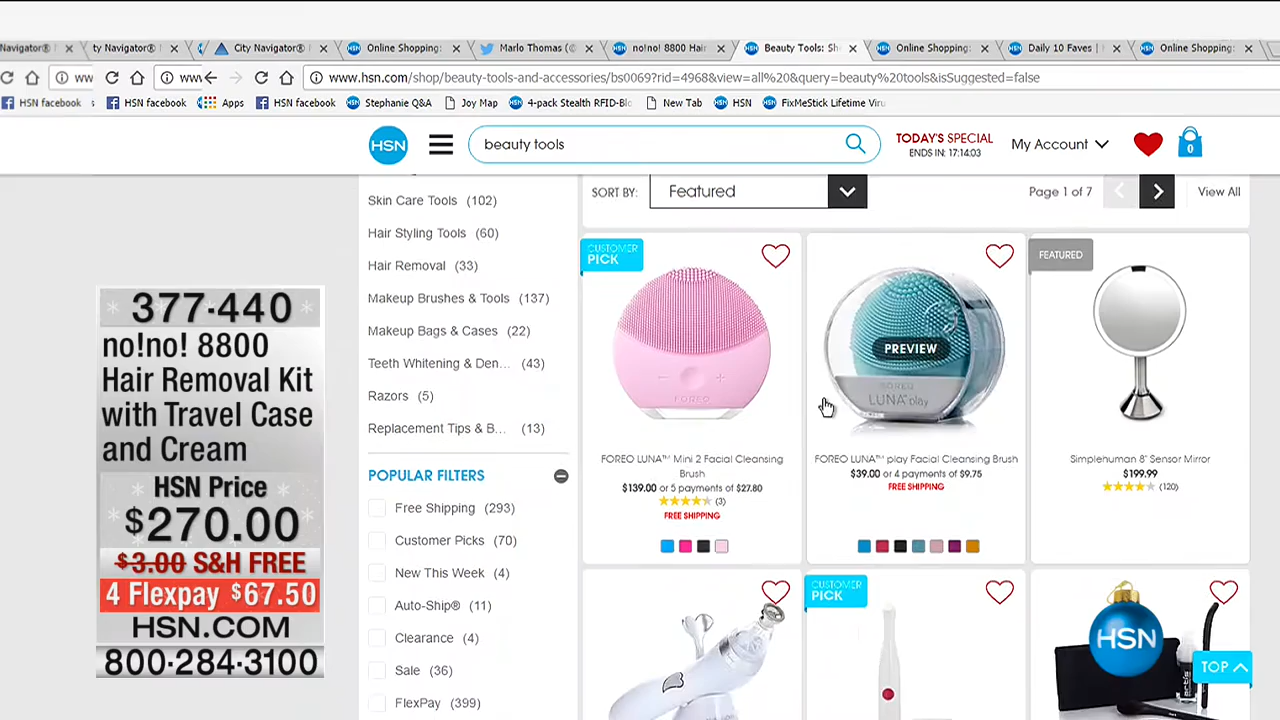 Navigator®
ty Navigator®
City Navigator®
Online Shopping:
Marlo Thomas (@
no!no! 8800 Hair
Beauty Tools: Sh
Online Shopping:
Daily 10 Faves |
Online Shopping:
www
www
www.hsn.com/shop/beauty-tools-and-accessories/bs0069?rid=4968&view=all%20&query=beauty%20tools&isSuggested=false
HSN facebook
HSN facebook
Apps
HSN facebook
Stephanie Q&A
Joy Map
4-pack Stealth RFID-Blo
New Tab
HSN
FixMeStick Lifetime Viru
HSN
beauty tools
TODAY'S SPECIAL
ENDS IN: 17:14:03
My Account
0
SORT BY:
Featured
Page 1 of 7
View All
Skin Care Tools (102)
Hair Styling Tools (60)
Hair Removal (33)
Makeup Brushes & Tools (137)
Makeup Bags & Cases (22)
Teeth Whitening & Den... (43)
Razors (5)
Replacement Tips & B... (13)
POPULAR FILTERS
Free Shipping (293)
Customer Picks (70)
New This Week (4)
Auto-Ship® (11)
Clearance (4)
Sale (36)
FlexPay (399)
CUSTOMER
PICK
FOREO
FOREO LUNA™ Mini 2 Facial Cleansing
Brush
$139.00 or 5 payments of $27.80
(3)
FREE SHIPPING
PREVIEW
FOREO
LUNA™ play
FOREO LUNA™ play Facial Cleansing Brush
$39.00 or 4 payments of $9.75
FREE SHIPPING
FEATURED
Simplehuman 8" Sensor Mirror
$199.99
(120)
CUSTOMER
PICK
HSN
TOP
377-440
no!no! 8800
Hair Removal Kit
with Travel Case
and Cream
HSN Price
$270.00
$3.00 S&H FREE
4 Flexpay $67.50
HSN.COM
800-284-3100